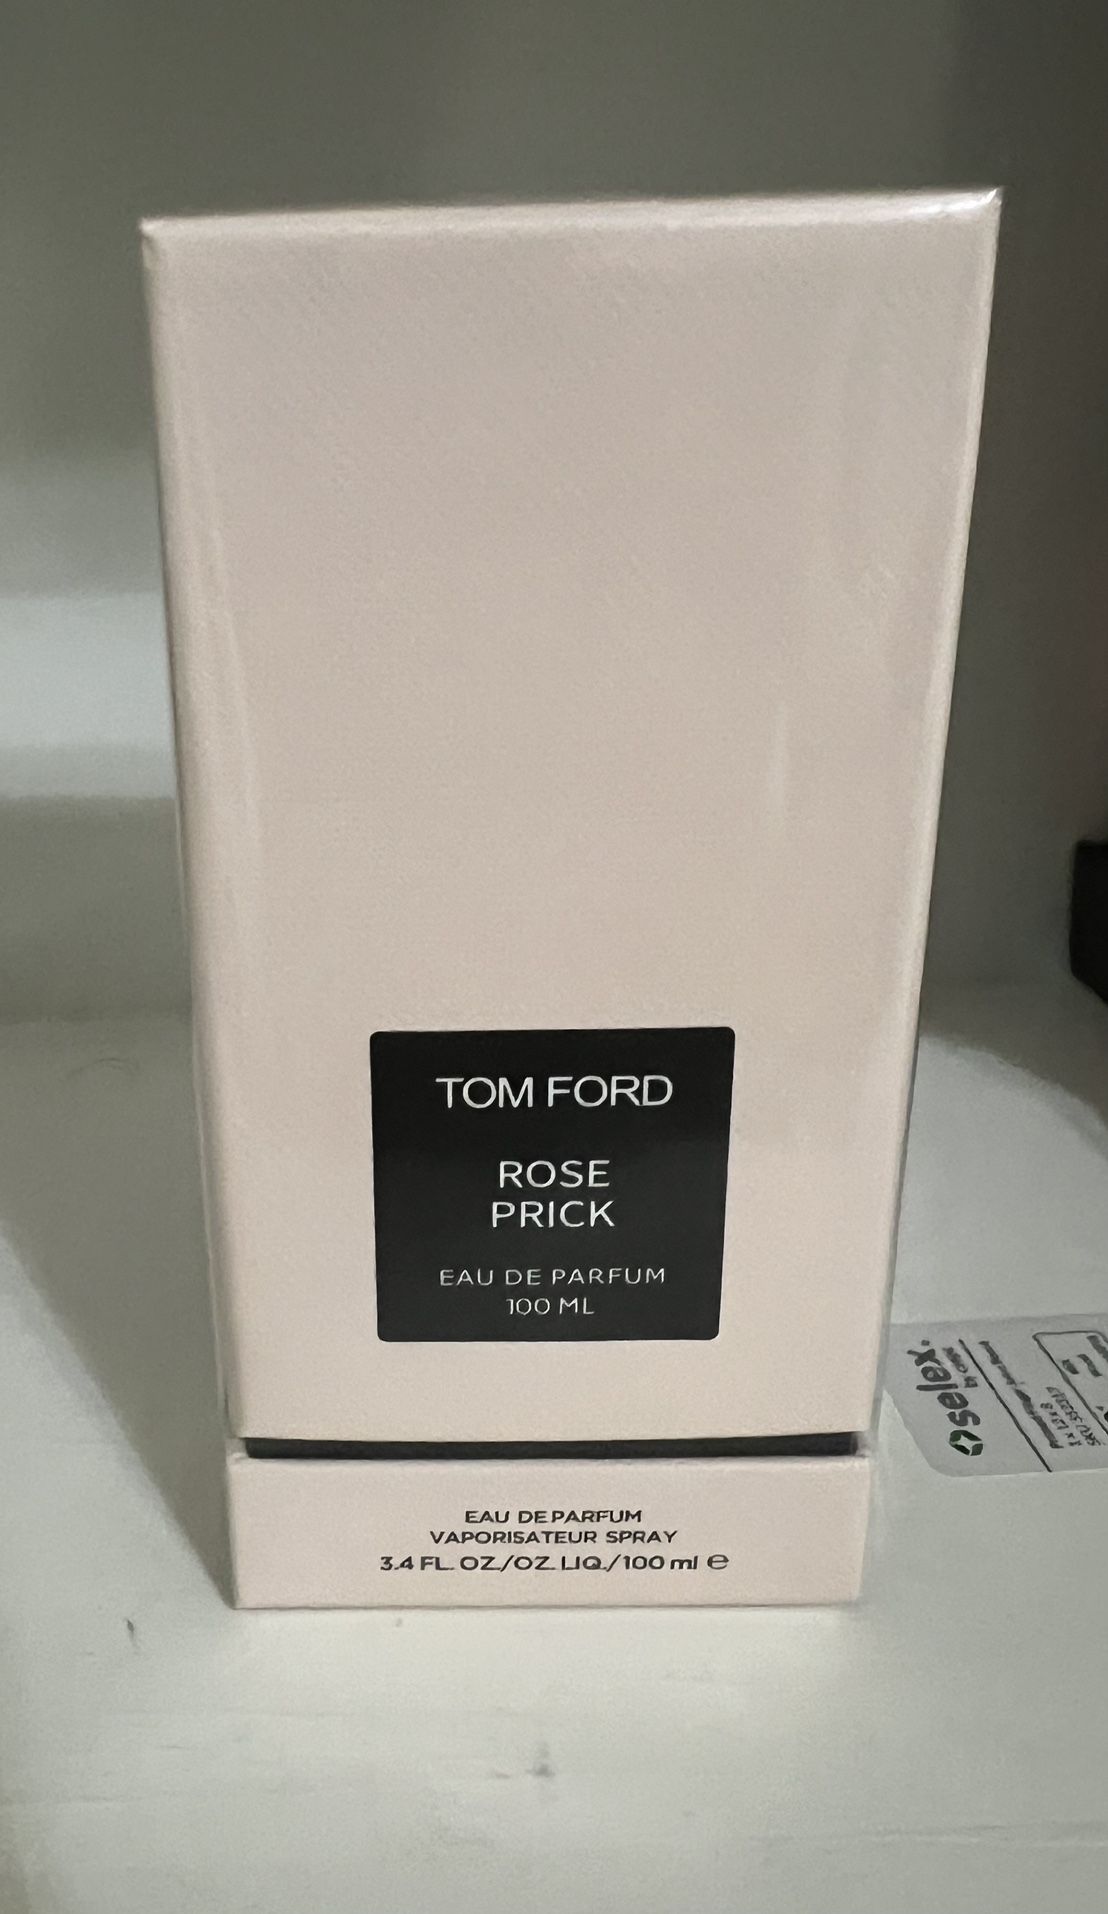 TOM FORD
ROSE
PRICK
EAU DE PARFUM
100 ML
EAU DE PARFUM
VAPORISATEUR SPRAY
3.4 FL. OZ./OZ. LIQ./100 ml ℮
selex